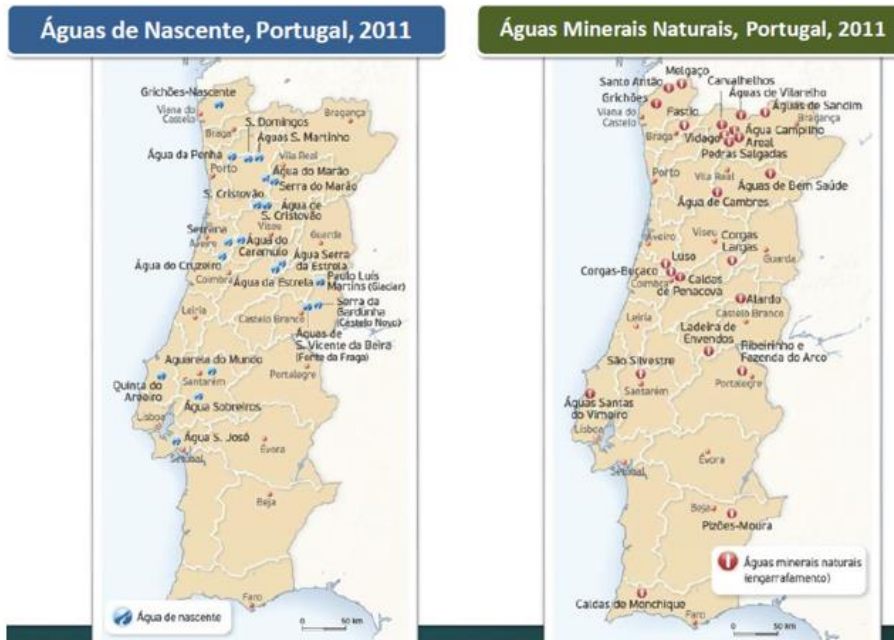 Águas de Nascente, Portugal, 2011
N
Grichões-Nascente
Viana do
Castelo
Bragança
Braga
S. Domingos
Águas S. Martinho
Água da Penha
Vila Real
Porto
Água do Marão
Serra do Marão
S. Cristovão
Água de
S. Cristovão
Viseu
Serrana
Aveiro
Guarda
Água do
Caramulo
Água Serra
da Estrela
Água do Cruzeiro
Coimbra
Água da Estrela
Paulo Luís
Martins (Glaciar)
Serra da
Gardunha
(Castelo Novo)
Leiria
Castelo Branco
Águas de
S. Vicente da Beira
(Fonte da Fraga)
Aguarela do Mundo
Santarém
Portalegre
Quinta do
Areeiro
Água Sobreiros
Lisboa
Água S. José
Setúbal
Évora
Beja
Faro
Água de nascente
0 50 km
Águas Minerais Naturais, Portugal, 2011
N
Melgaço
Santo Antão
Carvalhelhos
Grichões
Águas de Vilarelho
Águas de Sandim
Viana do
Castelo
Fastio
Bragança
Braga
Vidago
Água Campilho
Areal
Pedras Salgadas
Porto
Vila Real
Águas de Bem Saúde
Água de Cambres
Aveiro
Viseu
Corgas
Largas
Guarda
Luso
Corgas-Buçaco
Coimbra
Caldas
de Penacova
Alardo
Leiria
Castelo Branco
Ladeira de
Envendos
Ribeirinho e
Fazenda do Arco
São Silvestre
Santarém
Portalegre
Águas Santas
do Vimeiro
Lisboa
Setúbal
Évora
Beja
Pizões-Moura
Águas minerais naturais
(engarrafamento)
Caldas de Monchique
Faro
0 50 km